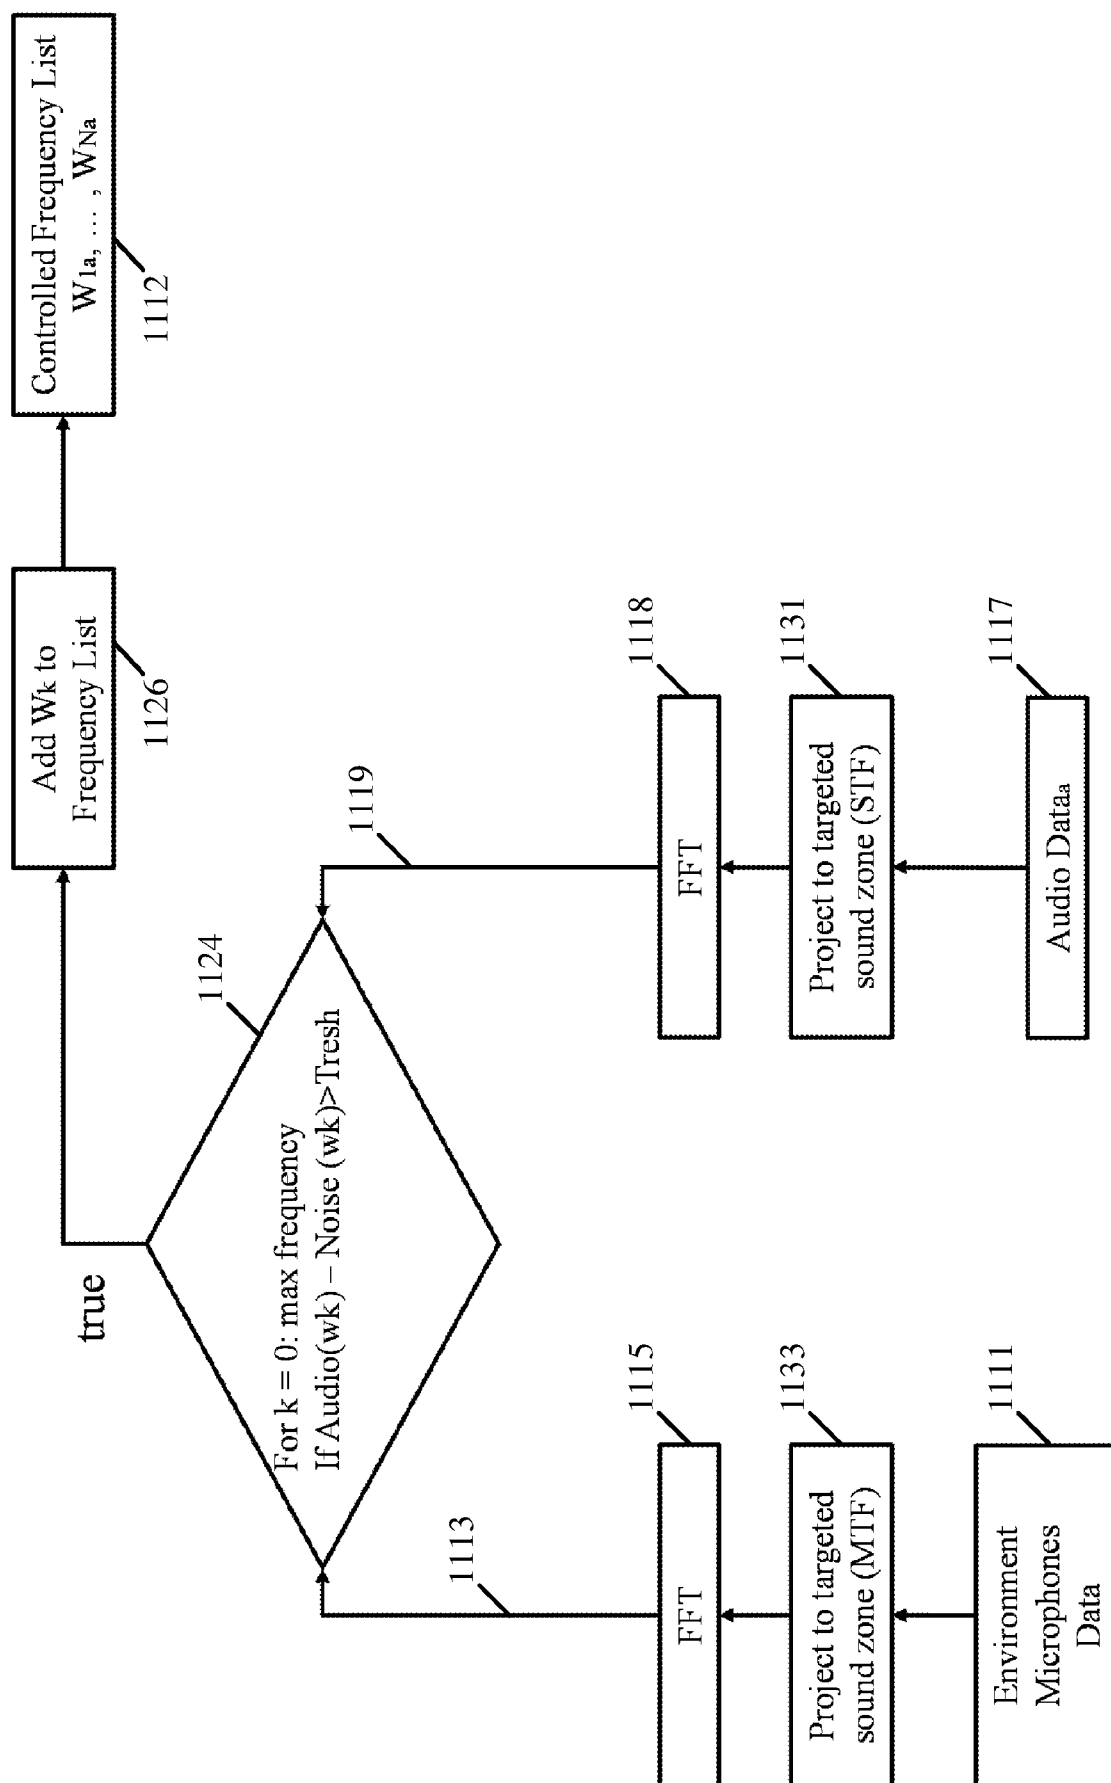 Controlled Frequency List
W1a, ... , WNa
1112
Add Wk to
Frequency List
1126
true
1124
For k = 0: max frequency
If Audio(wk) – Noise (wk)>Tresh
1113
1119
FFT
1115
FFT
1118
Project to targeted
sound zone (MTF)
1133
Project to targeted
sound zone (STF)
1131
Environment
Microphones
Data
1111
Audio Dataa
1117